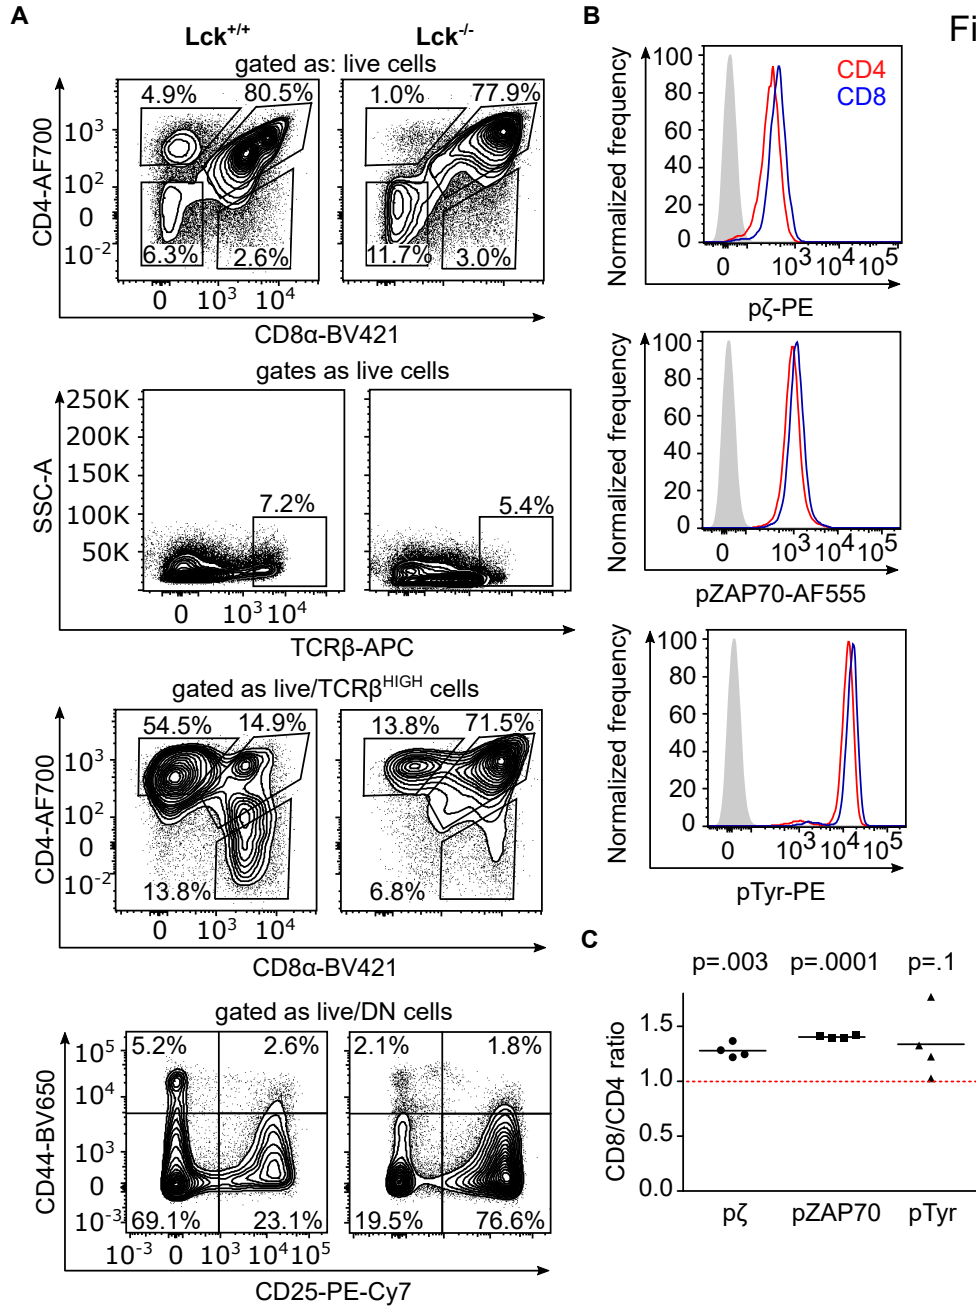 A
B
Fi
Lck+/+
Lck-/-
gated as: live cells
4.9%
80.5%
1.0%
77.9%
CD4-AF700
10³
10²
0
10⁻²
6.3%
2.6%
11.7%
3.0%
0
10³
10⁴
CD8α-BV421
gates as live cells
SSC-A
250K
200K
150K
100K
50K
7.2%
5.4%
0
10³
10⁴
TCRβ-APC
gated as live/TCRβHIGH cells
54.5%
14.9%
13.8%
71.5%
CD4-AF700
10³
10²
0
10⁻²
13.8%
6.8%
0
10³
10⁴
CD8α-BV421
gated as live/DN cells
CD44-BV650
10⁵
10⁴
10³
0
10⁻³
5.2%
2.6%
2.1%
1.8%
69.1%
23.1%
19.5%
76.6%
10⁻³
0
10³
10⁴
10⁵
CD25-PE-Cy7
Normalized frequency
100
80
60
40
20
0
CD4
CD8
0
10³
10⁴
10⁵
pζ-PE
Normalized frequency
100
80
60
40
20
0
0
10³
10⁴
10⁵
pZAP70-AF555
Normalized frequency
100
80
60
40
20
0
0
10³
10⁴
10⁵
pTyr-PE
C
p=.003
p=.0001
p=.1
CD8/CD4 ratio
1.5
1.0
0.5
0.0
pζ
pZAP70
pTyr